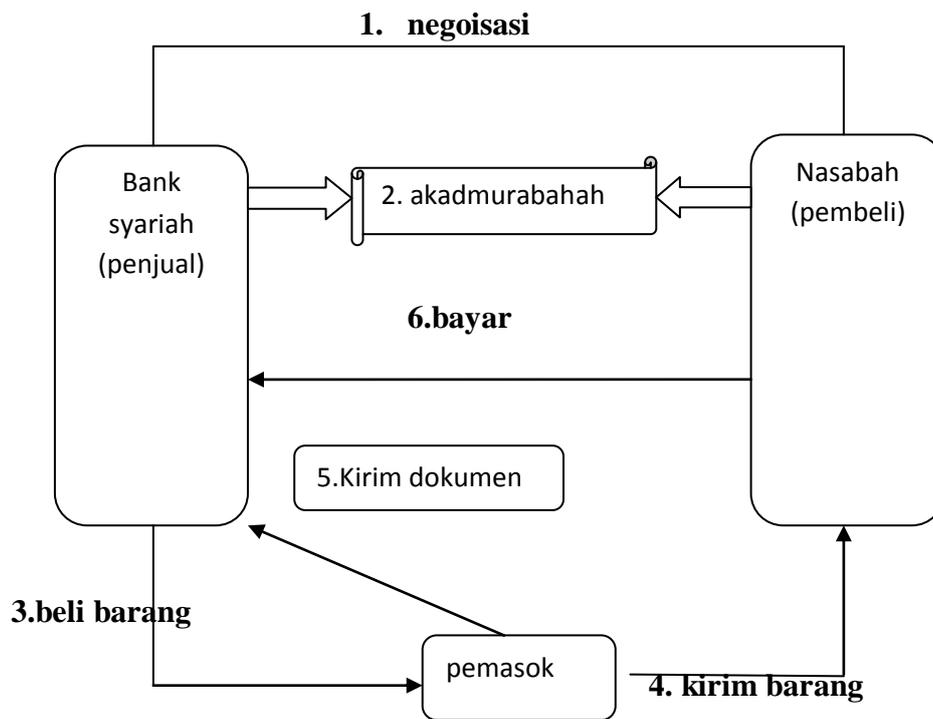 1. negoisasi
Bank
syariah
(penjual)
2. akadmurabahah
Nasabah
(pembeli)
6.bayar
5.Kirim dokumen
3.beli barang
pemasok
4. kirim barang